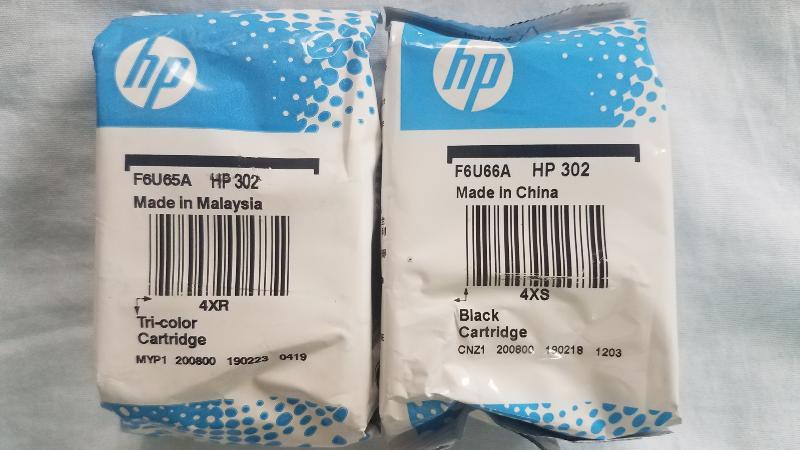 hp
F6U65A HP 302
Made in Malaysia
4XR
Tri-color
Cartridge
MYP1 200800 190223 0419
hp
F6U66A HP 302
Made in China
4XS
Black
Cartridge
CNZ1 200800 190218 1203